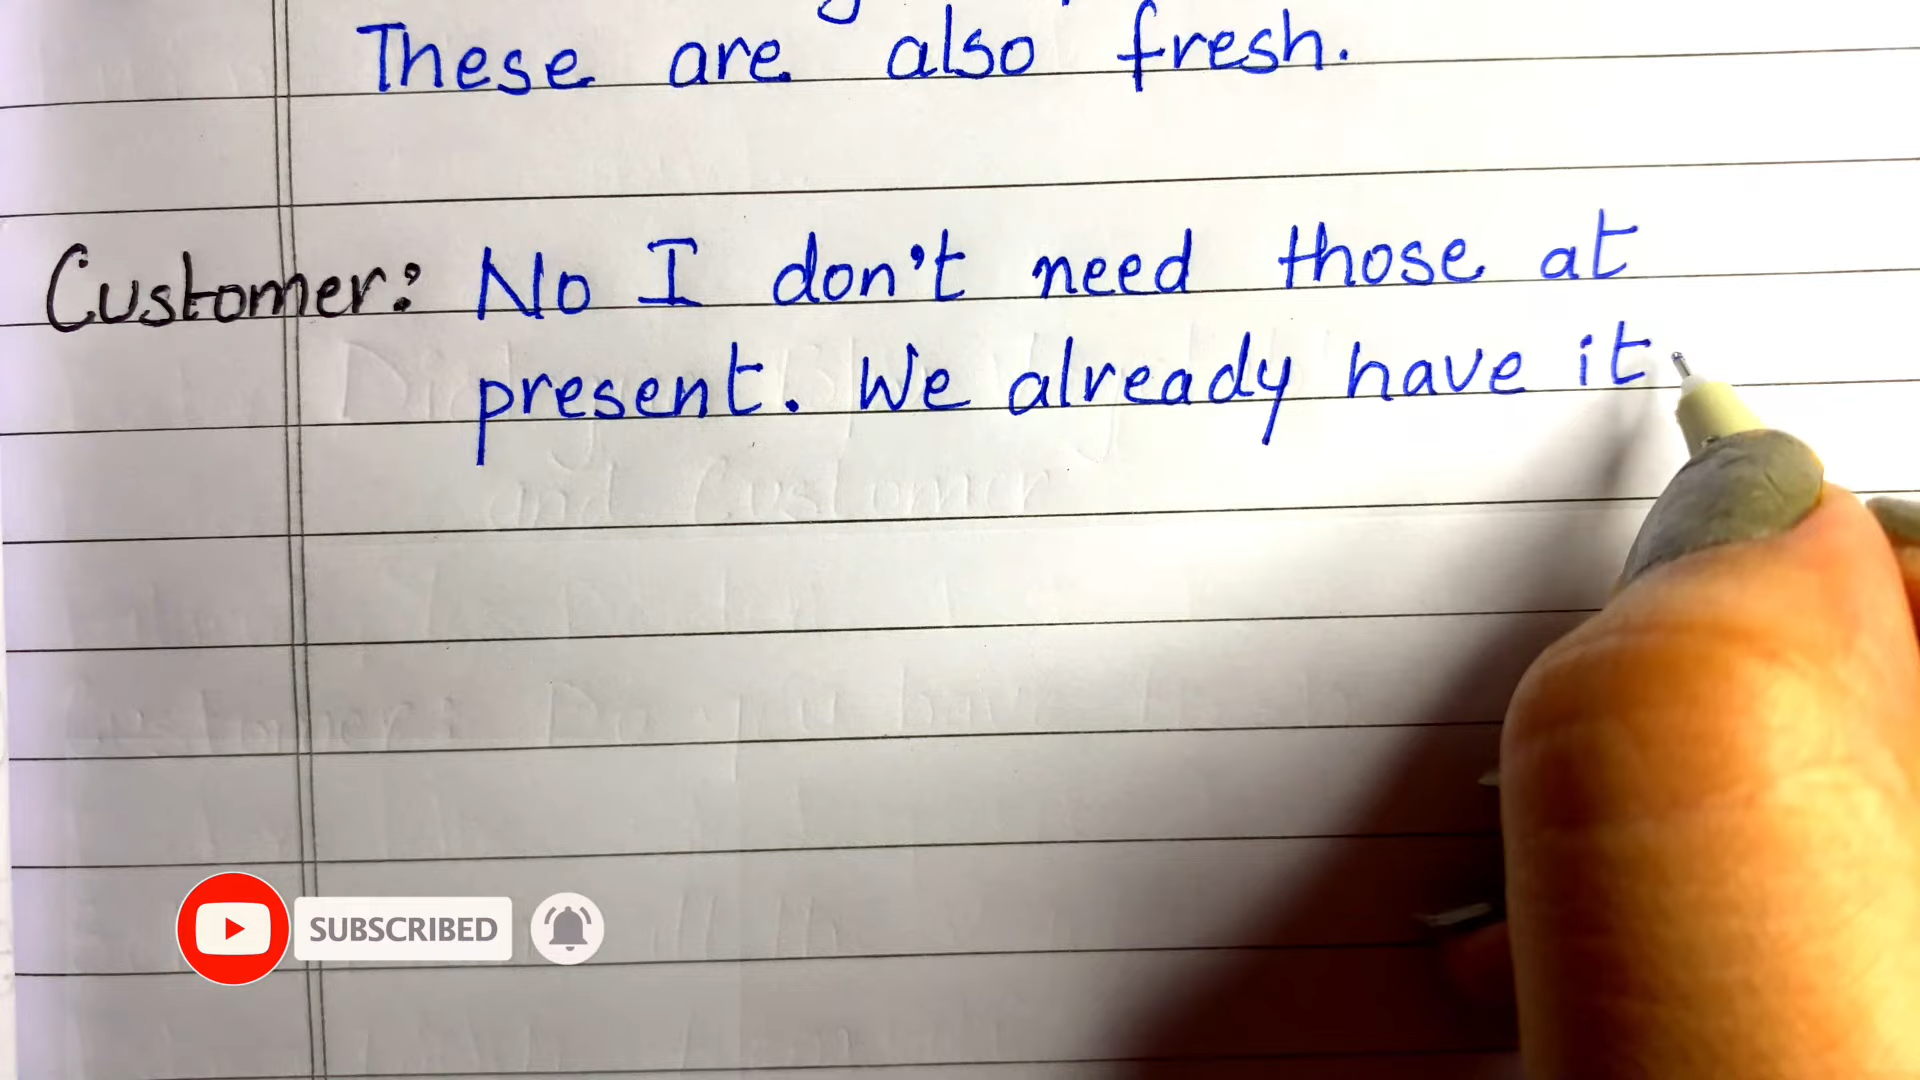 These are also fresh.
Customer: No I don't need those at
present. We already have it
SUBSCRIBED